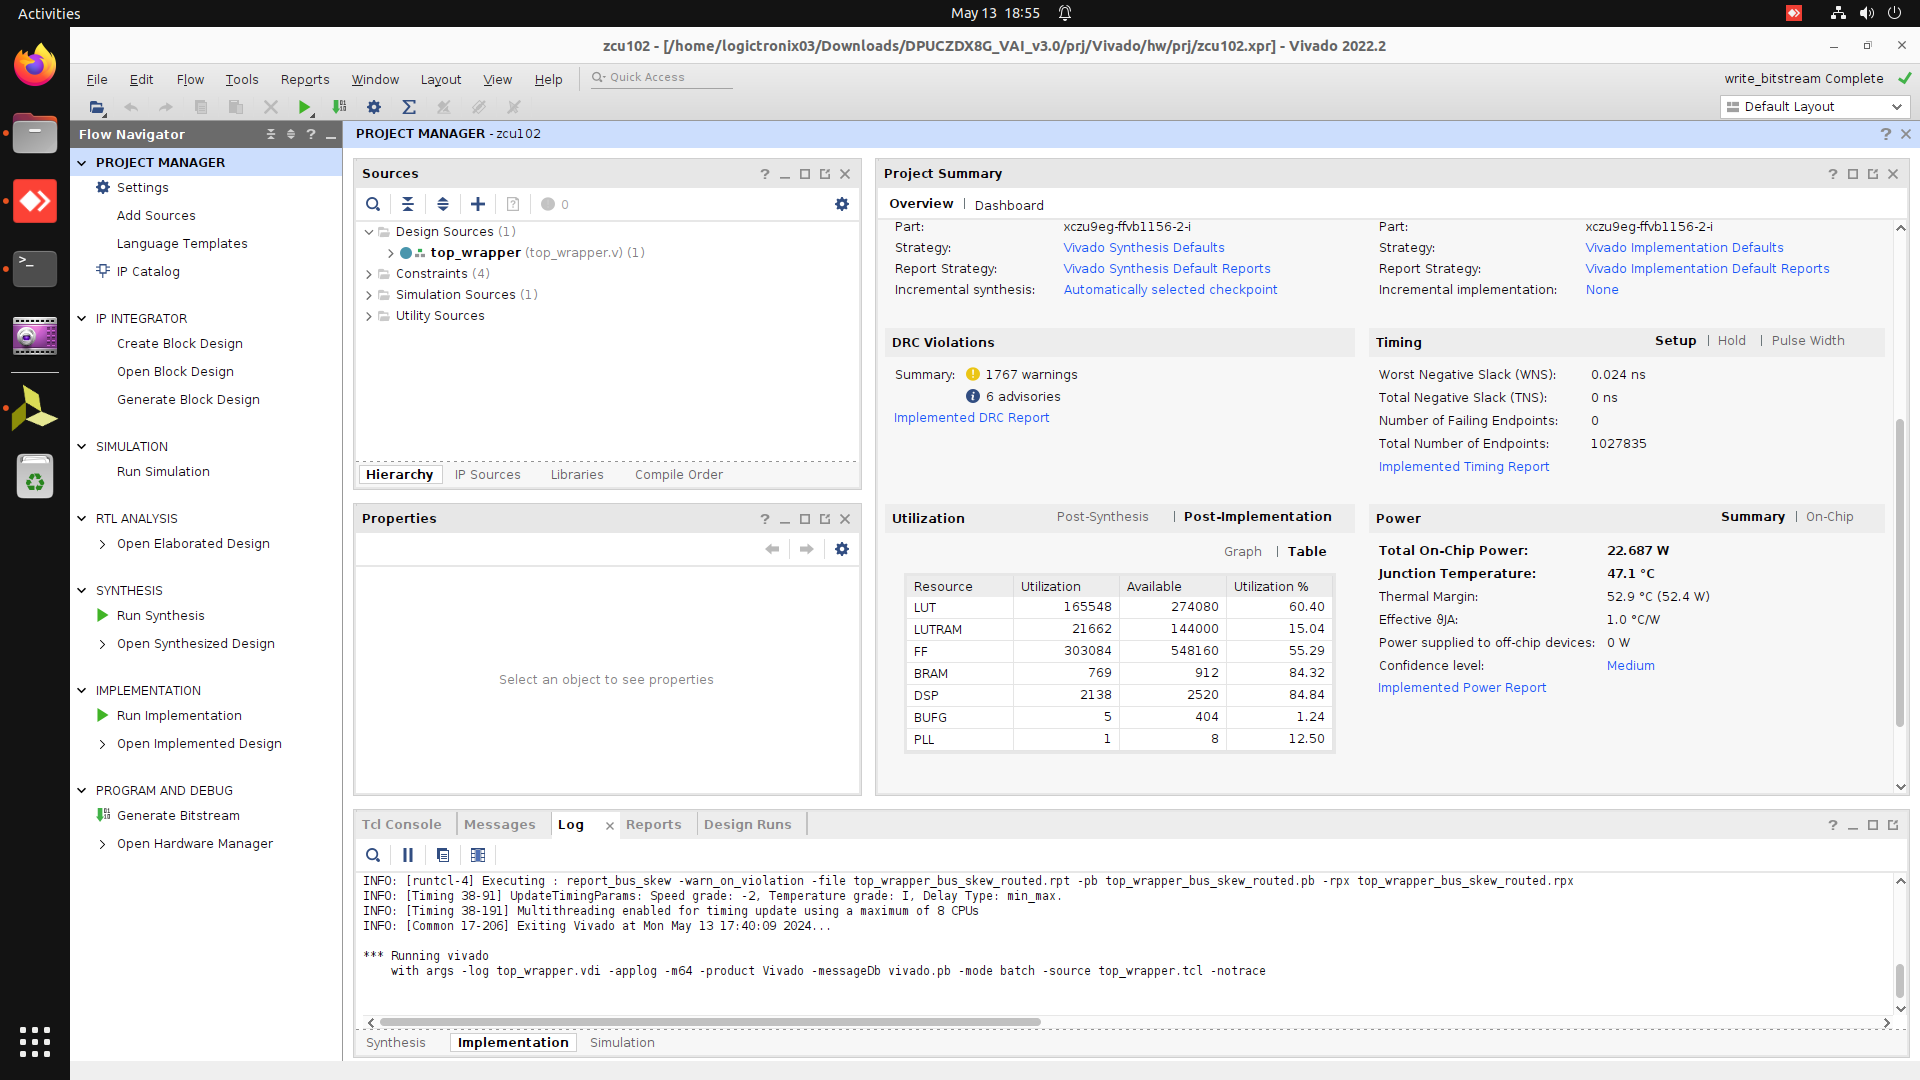 Activities
May 13 18:55
zcu102 - [/home/logictronix03/Downloads/DPUCZDX8G_VAI_v3.0/prj/Vivado/hw/prj/zcu102.xpr] - Vivado 2022.2
File Edit Flow Tools Reports Window Layout View Help
Quick Access
write_bitstream Complete
Default Layout
Flow Navigator
PROJECT MANAGER
Settings
Add Sources
Language Templates
IP Catalog
IP INTEGRATOR
Create Block Design
Open Block Design
Generate Block Design
SIMULATION
Run Simulation
RTL ANALYSIS
Open Elaborated Design
SYNTHESIS
Run Synthesis
Open Synthesized Design
IMPLEMENTATION
Run Implementation
Open Implemented Design
PROGRAM AND DEBUG
Generate Bitstream
Open Hardware Manager
PROJECT MANAGER - zcu102
Sources
0
Design Sources (1)
top_wrapper (top_wrapper.v) (1)
Constraints (4)
Simulation Sources (1)
Utility Sources
Hierarchy IP Sources Libraries Compile Order
Properties
Select an object to see properties
Project Summary
Overview | Dashboard
Part: xczu9eg-ffvb1156-2-i
Strategy: Vivado Synthesis Defaults
Report Strategy: Vivado Synthesis Default Reports
Incremental synthesis: Automatically selected checkpoint
Part: xczu9eg-ffvb1156-2-i
Strategy: Vivado Implementation Defaults
Report Strategy: Vivado Implementation Default Reports
Incremental implementation: None
DRC Violations
Summary: 1767 warnings
6 advisories
Implemented DRC Report
Timing Setup | Hold | Pulse Width
Worst Negative Slack (WNS): 0.024 ns
Total Negative Slack (TNS): 0 ns
Number of Failing Endpoints: 0
Total Number of Endpoints: 1027835
Implemented Timing Report
Utilization Post-Synthesis | Post-Implementation
Graph | Table
Resource Utilization Available Utilization %
LUT 165548 274080 60.40
LUTRAM 21662 144000 15.04
FF 303084 548160 55.29
BRAM 769 912 84.32
DSP 2138 2520 84.84
BUFG 5 404 1.24
PLL 1 8 12.50
Power Summary | On-Chip
Total On-Chip Power: 22.687 W
Junction Temperature: 47.1 °C
Thermal Margin: 52.9 °C (52.4 W)
Effective ϑJA: 1.0 °C/W
Power supplied to off-chip devices: 0 W
Confidence level: Medium
Implemented Power Report
Tcl Console Messages Log Reports Design Runs
INFO: [runtcl-4] Executing : report_bus_skew -warn_on_violation -file top_wrapper_bus_skew_routed.rpt -pb top_wrapper_bus_skew_routed.pb -rpx top_wrapper_bus_skew_routed.rpx
INFO: [Timing 38-91] UpdateTimingParams: Speed grade: -2, Temperature grade: I, Delay Type: min_max.
INFO: [Timing 38-191] Multithreading enabled for timing update using a maximum of 8 CPUs
INFO: [Common 17-206] Exiting Vivado at Mon May 13 17:40:09 2024...
*** Running vivado
with args -log top_wrapper.vdi -applog -m64 -product Vivado -messageDb vivado.pb -mode batch -source top_wrapper.tcl -notrace
Synthesis Implementation Simulation